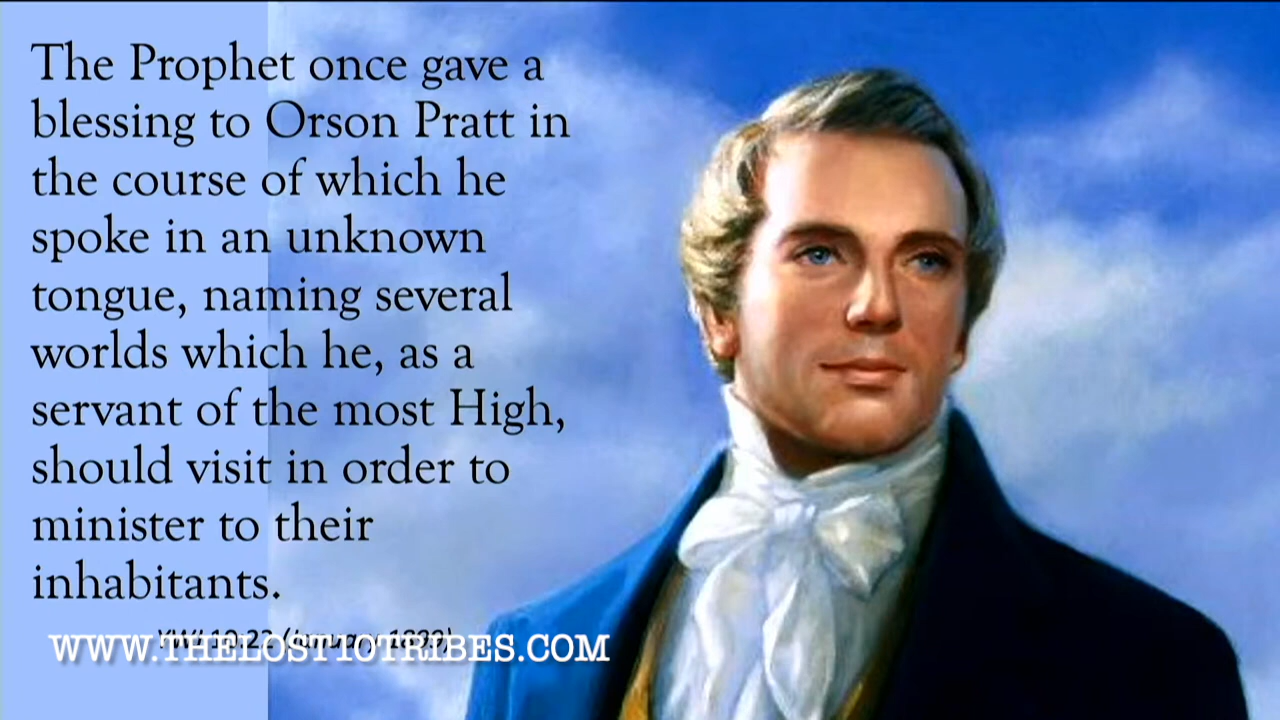 The Prophet once gave a
blessing to Orson Pratt in
the course of which he
spoke in an unknown
tongue, naming several
worlds which he, as a
servant of the most High,
should visit in order to
minister to their
inhabitants.
(January 1899)
WWW.THELOST10TRIBES.COM